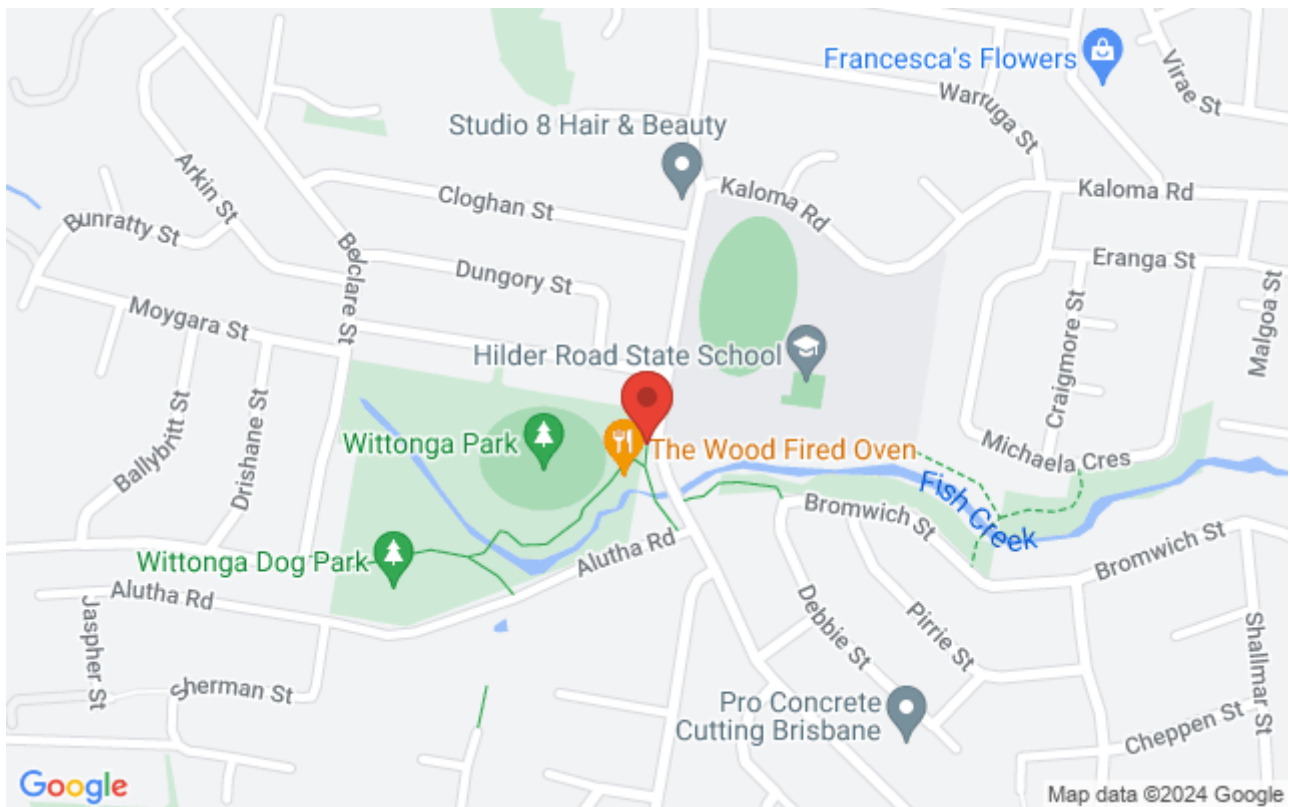 Francesca's Flowers
Virae St
Warruga St
Studio 8 Hair & Beauty
Arkin St
Kaloma Rd
Kaloma Rd
Cloghan St
Bunratty St
Belclare St
Eranga St
Dungory St
Malgoa St
Moygara St
Craigmore St
Hilder Road State School
Ballybritt St
Drishane St
Wittonga Park
The Wood Fired Oven
Michaela Cres
Fish Creek
Bromwich St
Alutha Rd
Bromwich St
Wittonga Dog Park
Alutha Rd
Jaspher St
Debbie St
Pirrie St
Shallmar St
Sherman St
Pro Concrete
Cutting Brisbane
Cheppen St
Google
Map data ©2024 Google